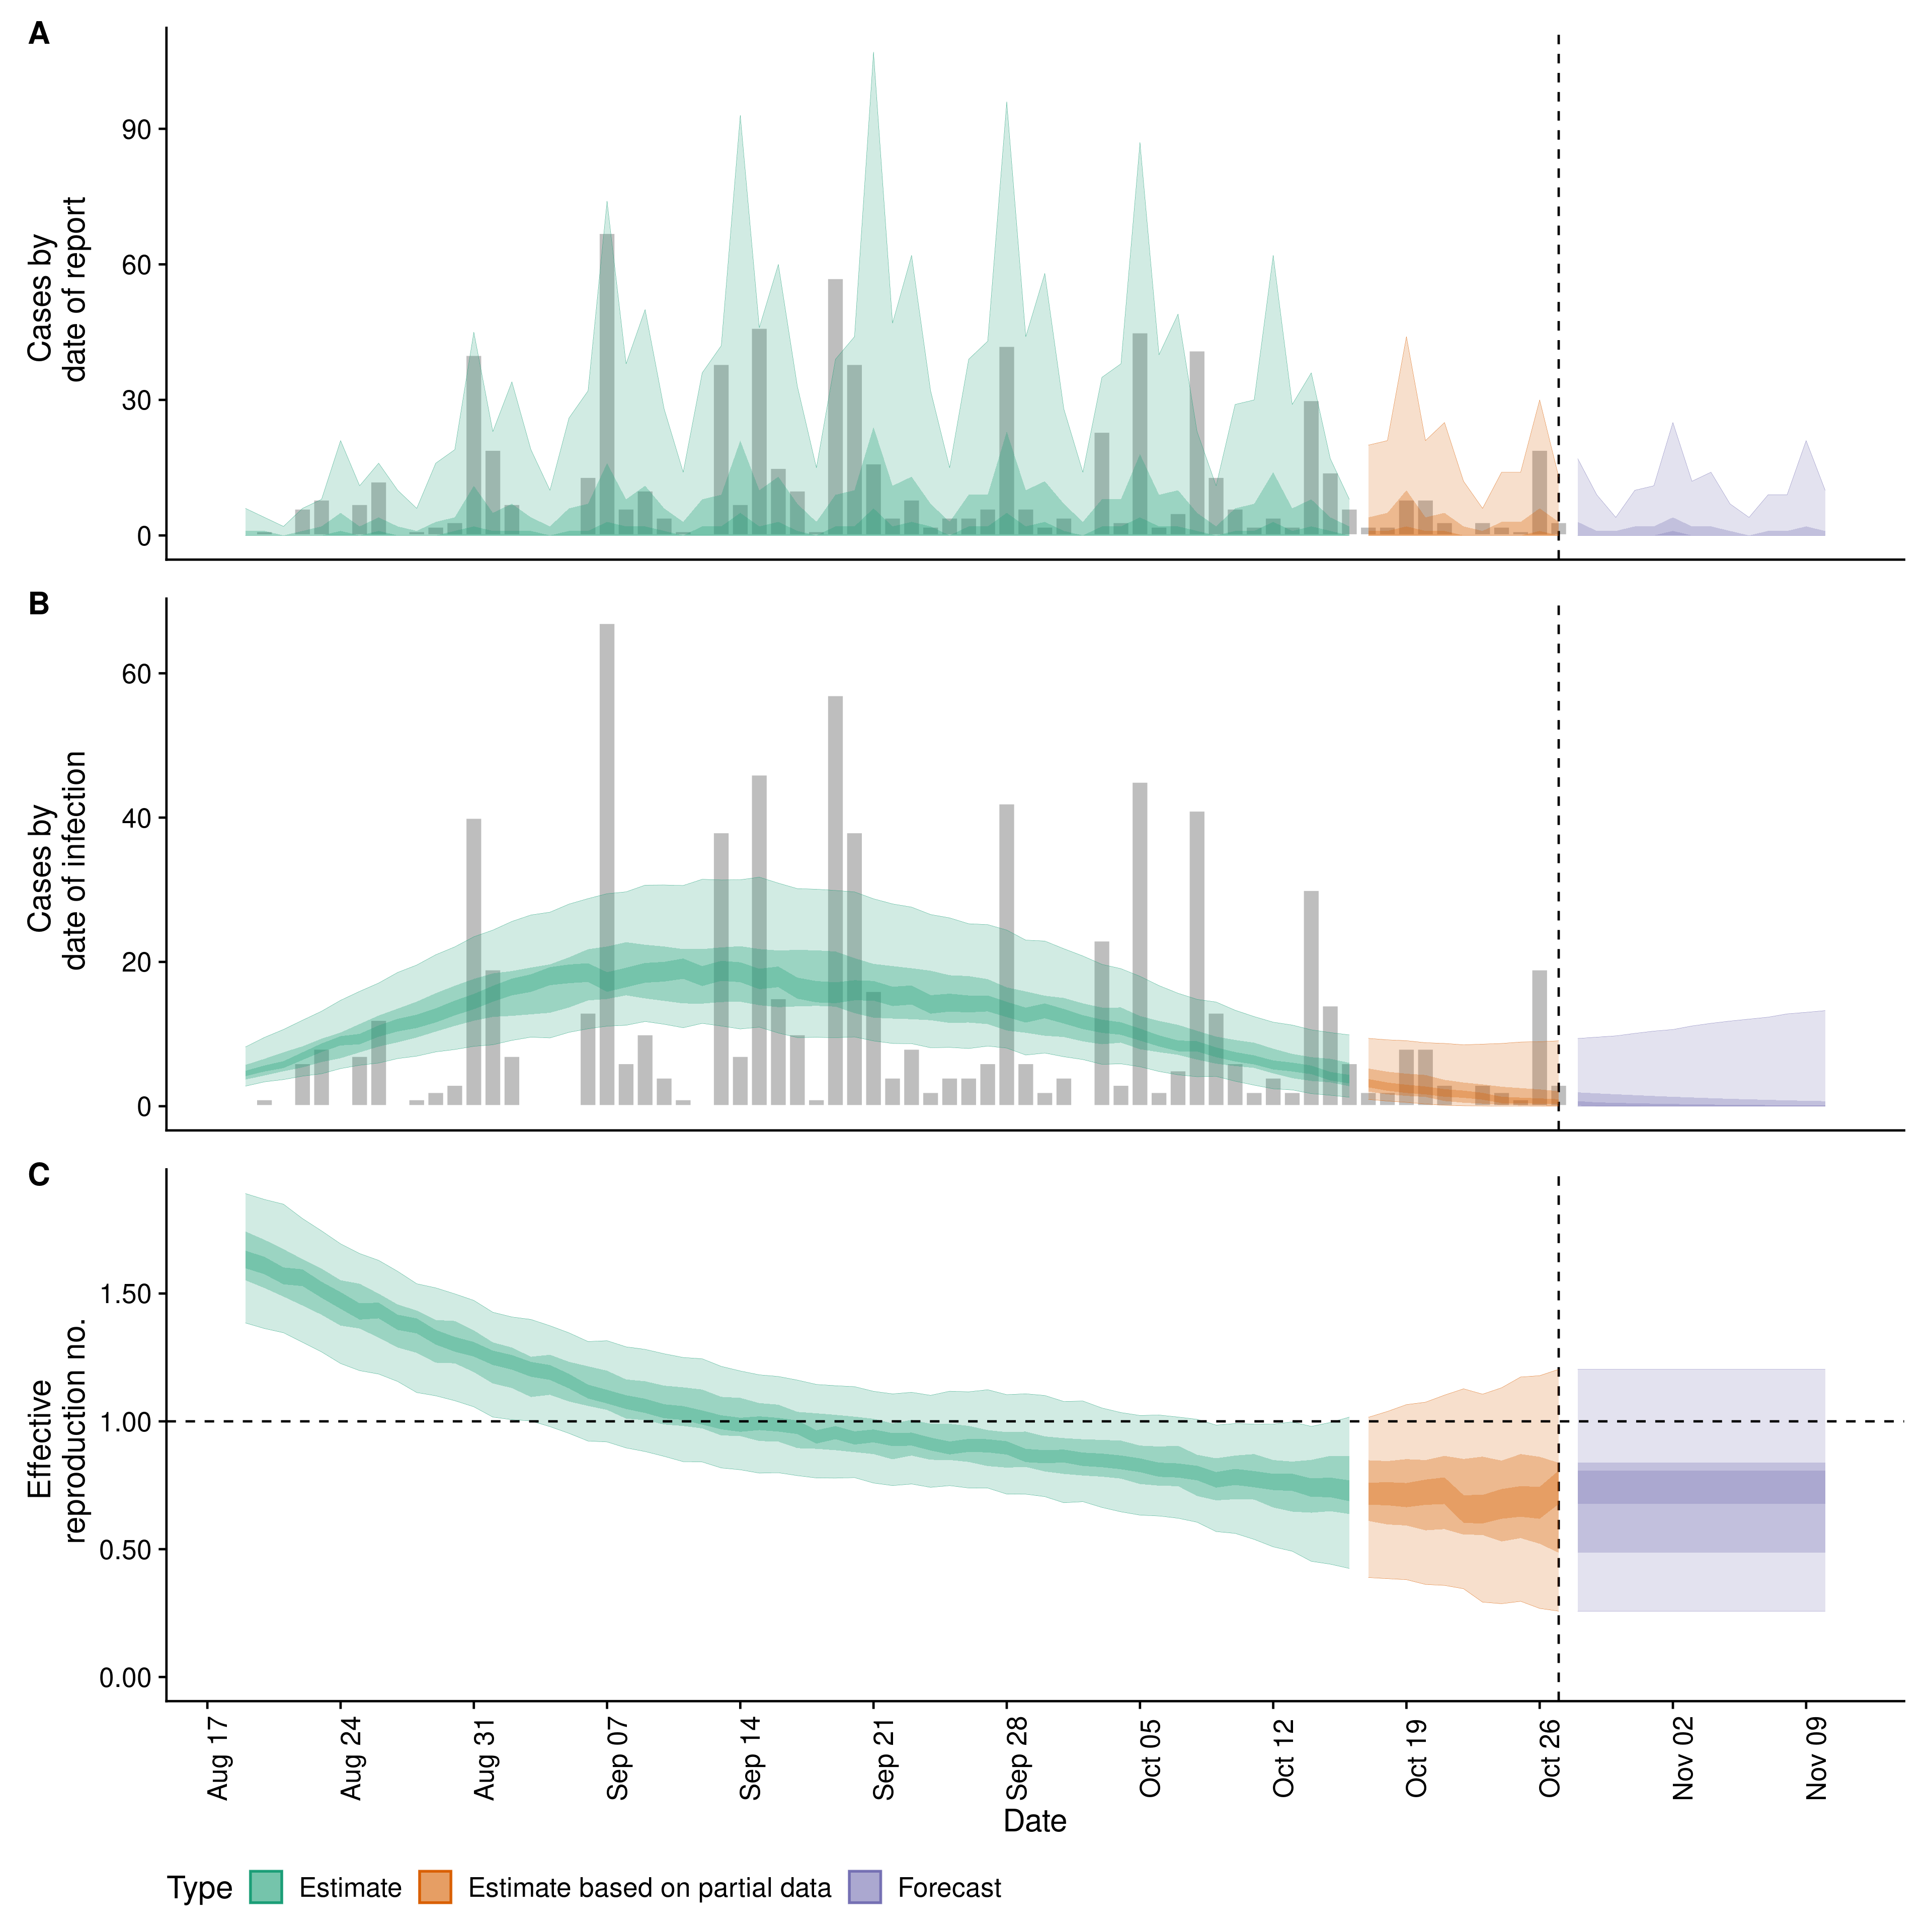 A
Cases by
date of report
90
60
30
0
B
Cases by
date of infection
60
40
20
0
C
Effective
reproduction no.
1.50
1.00
0.50
0.00
Aug 17
Aug 24
Aug 31
Sep 07
Sep 14
Sep 21
Sep 28
Oct 05
Oct 12
Oct 19
Oct 26
Nov 02
Nov 09
Date
Type Estimate Estimate based on partial data Forecast